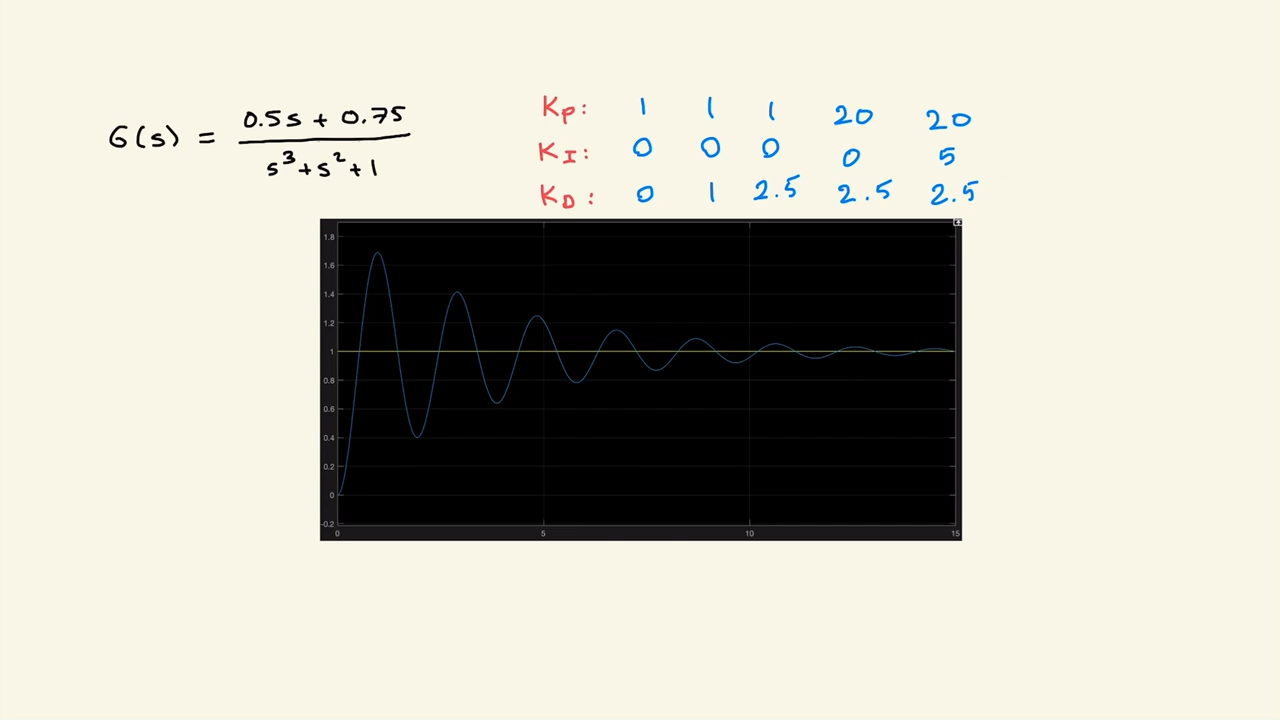 G(s) = (0.5s + 0.75) / (s³ + s² + 1)
Kp: 1 1 1 20 20
KI: 0 0 0 0 5
KD: 0 1 2.5 2.5 2.5
1.8
1.6
1.4
1.2
1
0.8
0.6
0.4
0.2
0
-0.2
0 5 10 15